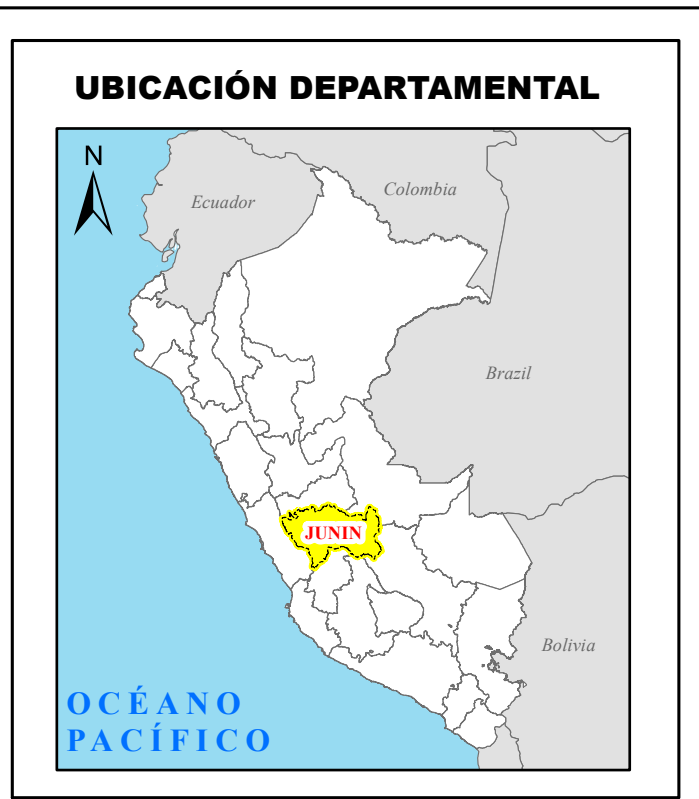 UBICACIÓN DEPARTAMENTAL
N
Ecuador
Colombia
Brazil
JUNIN
Bolivia
OCÉANO
PACÍFICO